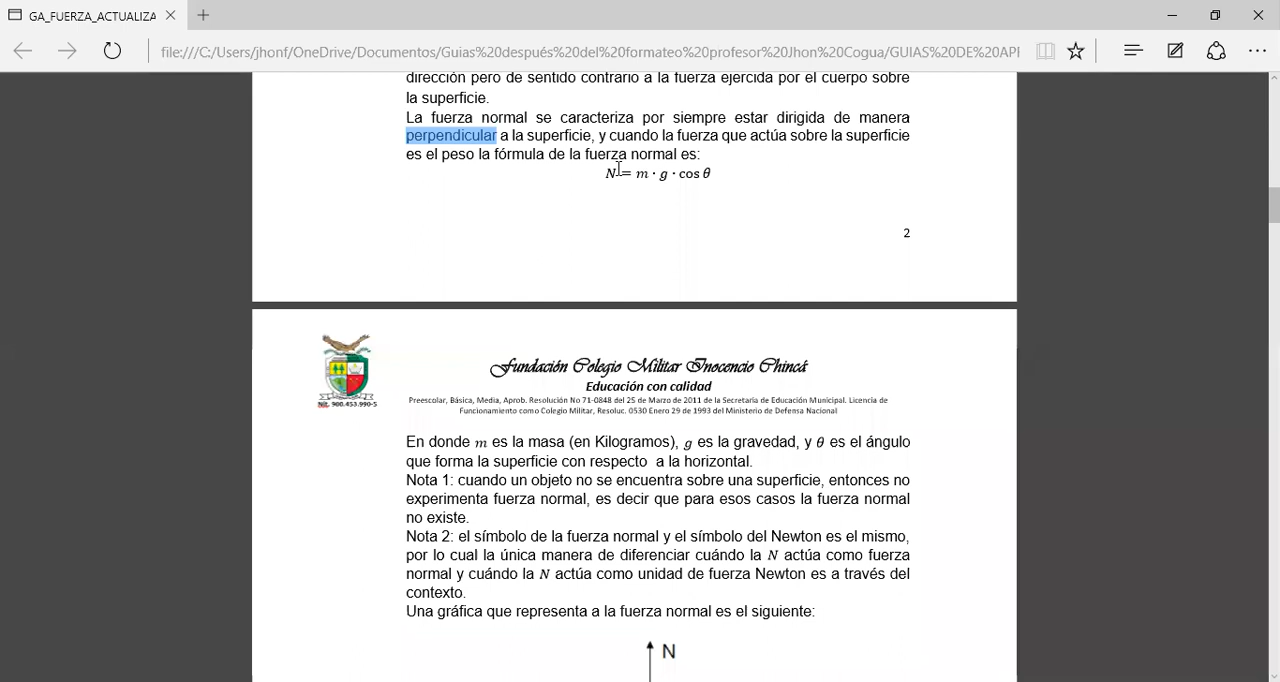 GA_FUERZA_ACTUALIZA
file:///C:/Users/jhonf/OneDrive/Documentos/Guias%20después%20del%20formateo%20profesor%20Jhon%20Cogua/GUIAS%20DE%20API
dirección pero de sentido contrario a la fuerza ejercida por el cuerpo sobre
la superficie.
La fuerza normal se caracteriza por siempre estar dirigida de manera
perpendicular a la superficie, y cuando la fuerza que actúa sobre la superficie
es el peso la fórmula de la fuerza normal es:
N = m · g · cos θ
2
Fundación Colegio Militar Inocencio Chincá
Educación con calidad
Preescolar, Básica, Media, Aprob. Resolución No 71-0848 del 25 de Marzo de 2011 de la Secretaria de Educación Municipal. Licencia de
Funcionamiento como Colegio Militar, Resoluc. 0530 Enero 29 de 1993 del Ministerio de Defensa Nacional
Nit. 900.453.990-5
En donde m es la masa (en Kilogramos), g es la gravedad, y θ es el ángulo
que forma la superficie con respecto a la horizontal.
Nota 1: cuando un objeto no se encuentra sobre una superficie, entonces no
experimenta fuerza normal, es decir que para esos casos la fuerza normal
no existe.
Nota 2: el símbolo de la fuerza normal y el símbolo del Newton es el mismo,
por lo cual la única manera de diferenciar cuándo la N actúa como fuerza
normal y cuándo la N actúa como unidad de fuerza Newton es a través del
contexto.
Una gráfica que representa a la fuerza normal es el siguiente:
N